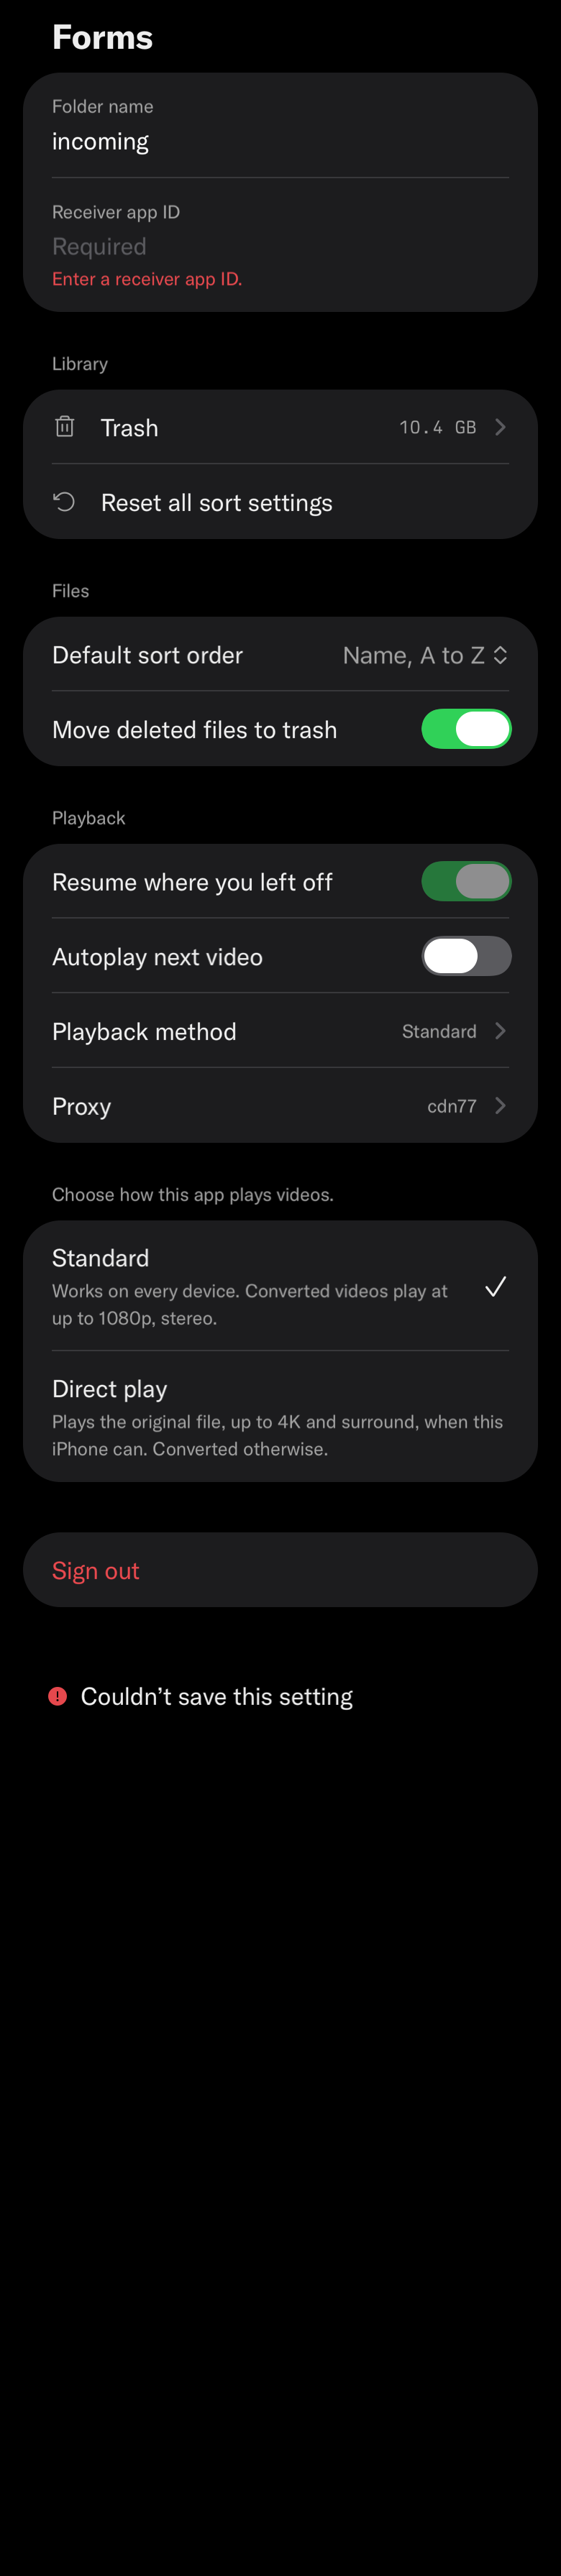 Forms
Folder name
incoming
Receiver app ID
Required
Enter a receiver app ID.
Library
Trash 10.4 GB
Reset all sort settings
Files
Default sort order Name, A to Z
Move deleted files to trash
Playback
Resume where you left off
Autoplay next video
Playback method Standard
Proxy cdn77
Choose how this app plays videos.
Standard
Works on every device. Converted videos play at
up to 1080p, stereo.
Direct play
Plays the original file, up to 4K and surround, when this
iPhone can. Converted otherwise.
Sign out
Couldn’t save this setting